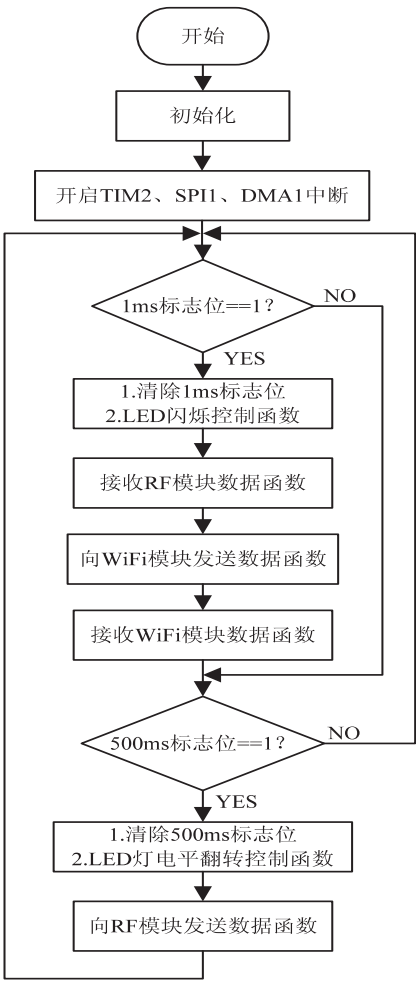 开始
初始化
开启TIM2、SPI1、DMA1中断
1ms标志位==1?
NO
YES
1.清除1ms标志位
2.LED闪烁控制函数
接收RF模块数据函数
向WiFi模块发送数据函数
接收WiFi模块数据函数
500ms标志位==1?
NO
YES
1.清除500ms标志位
2.LED灯电平翻转控制函数
向RF模块发送数据函数